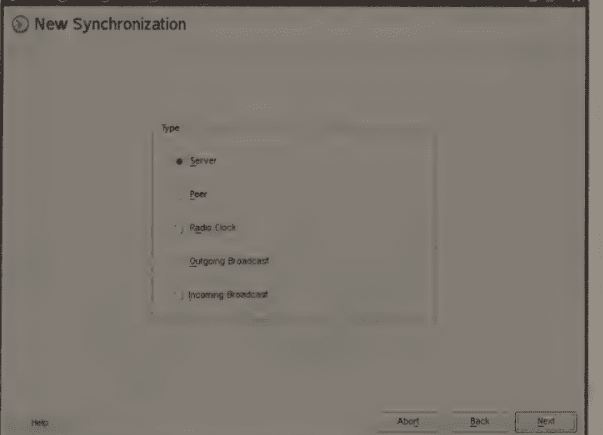 New Synchronization
Type
Server
Peer
Radio Clock
Outgoing Broadcast
Incoming Broadcast
Help
Abort
Back
Next